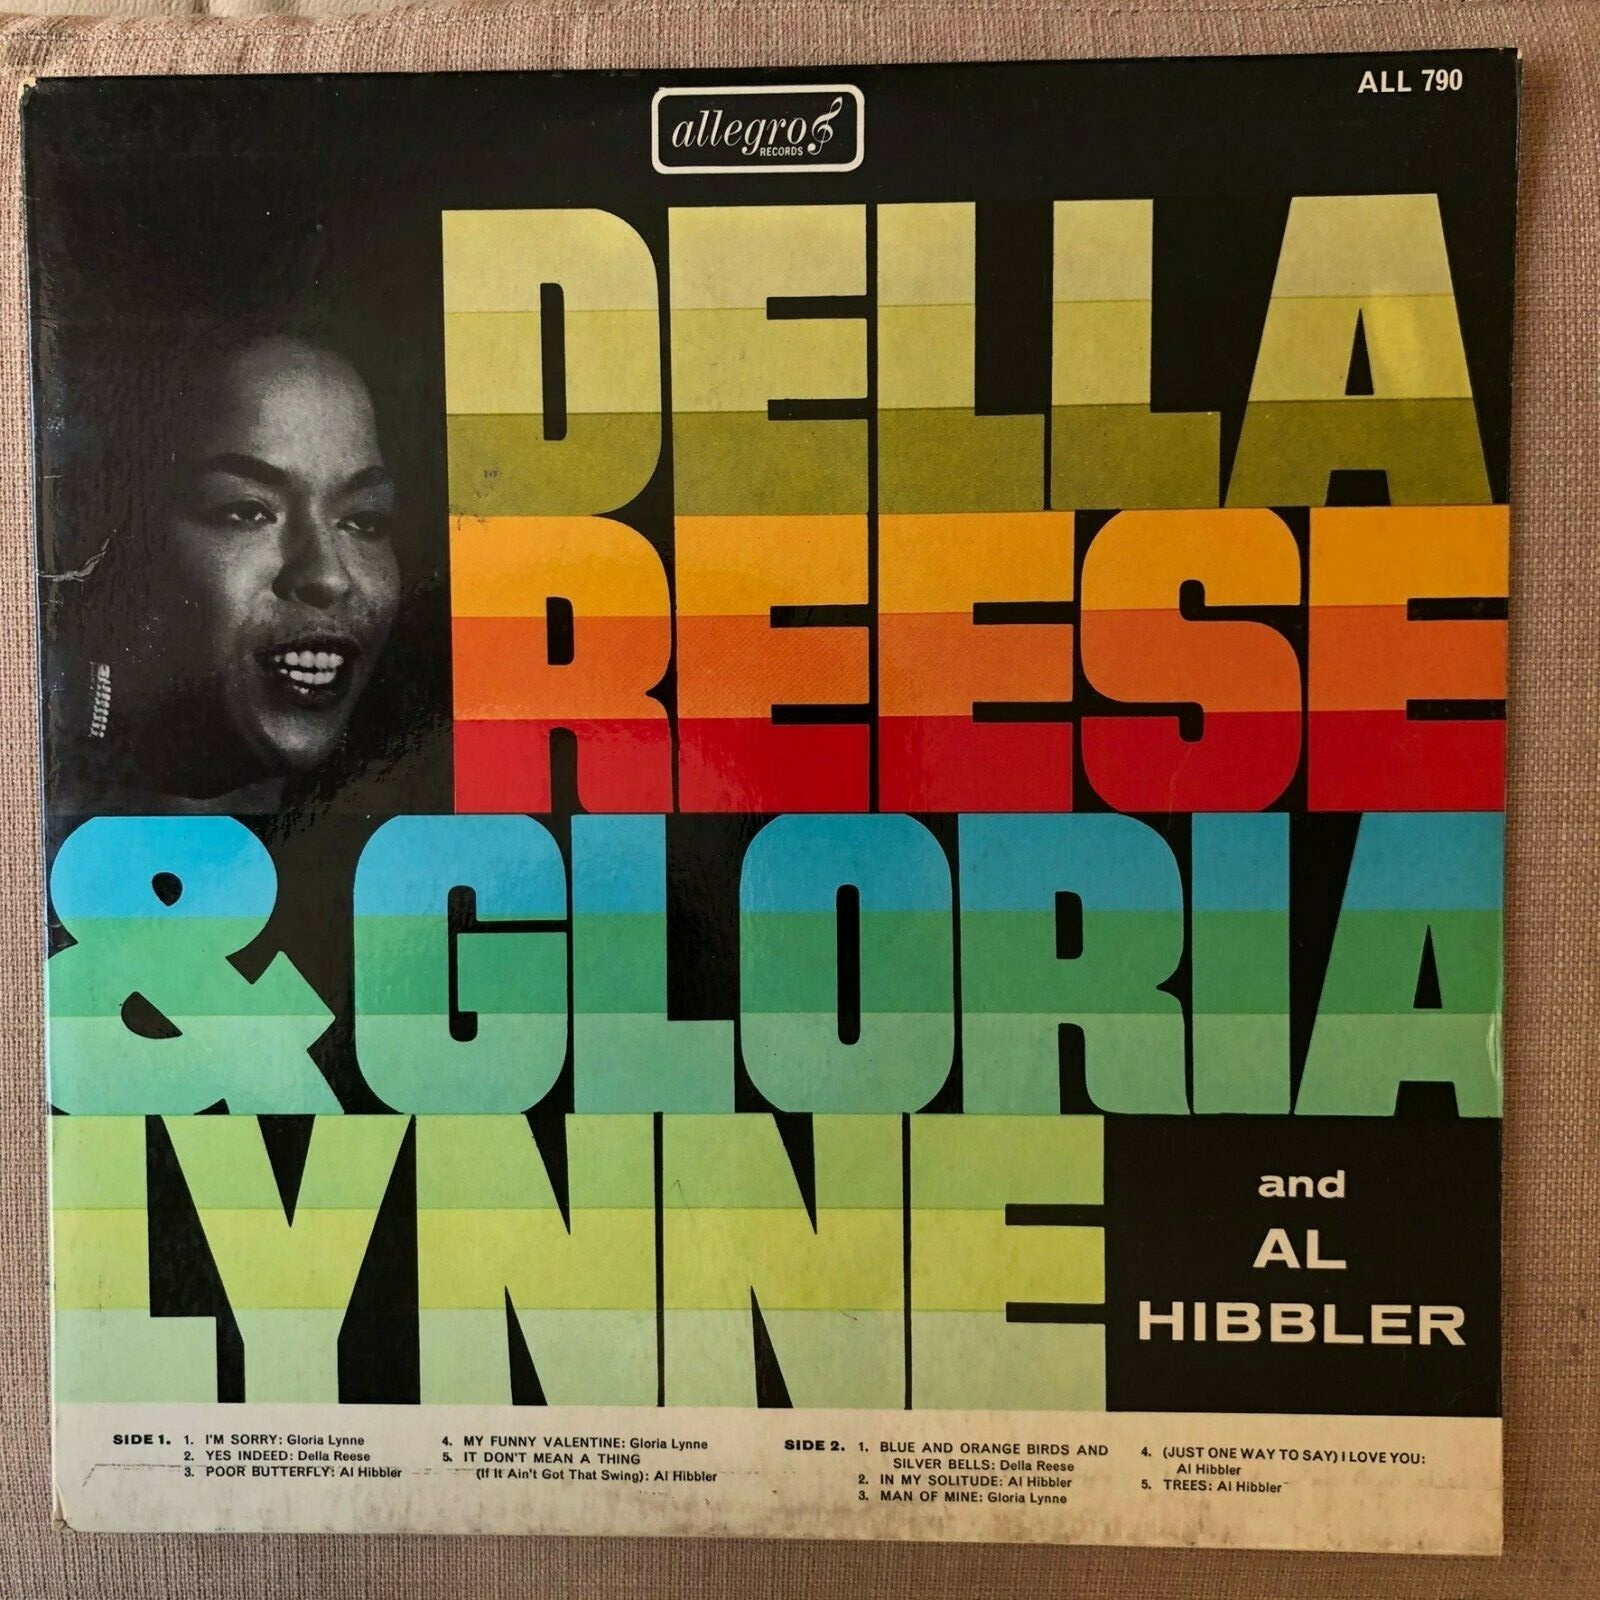 ALL 790
allegro
RECORDS
DELLA
REESE
& GLORIA
LYNNE
and
AL
HIBBLER
SIDE 1. 1. I'M SORRY: Gloria Lynne
2. YES INDEED: Della Reese
3. POOR BUTTERFLY: Al Hibbler
4. MY FUNNY VALENTINE: Gloria Lynne
5. IT DON'T MEAN A THING
(If It Ain't Got That Swing): Al Hibbler
SIDE 2. 1. BLUE AND ORANGE BIRDS AND
SILVER BELLS: Della Reese
2. IN MY SOLITUDE: Al Hibbler
3. MAN OF MINE: Gloria Lynne
4. (JUST ONE WAY TO SAY) I LOVE YOU:
Al Hibbler
5. TREES: Al Hibbler